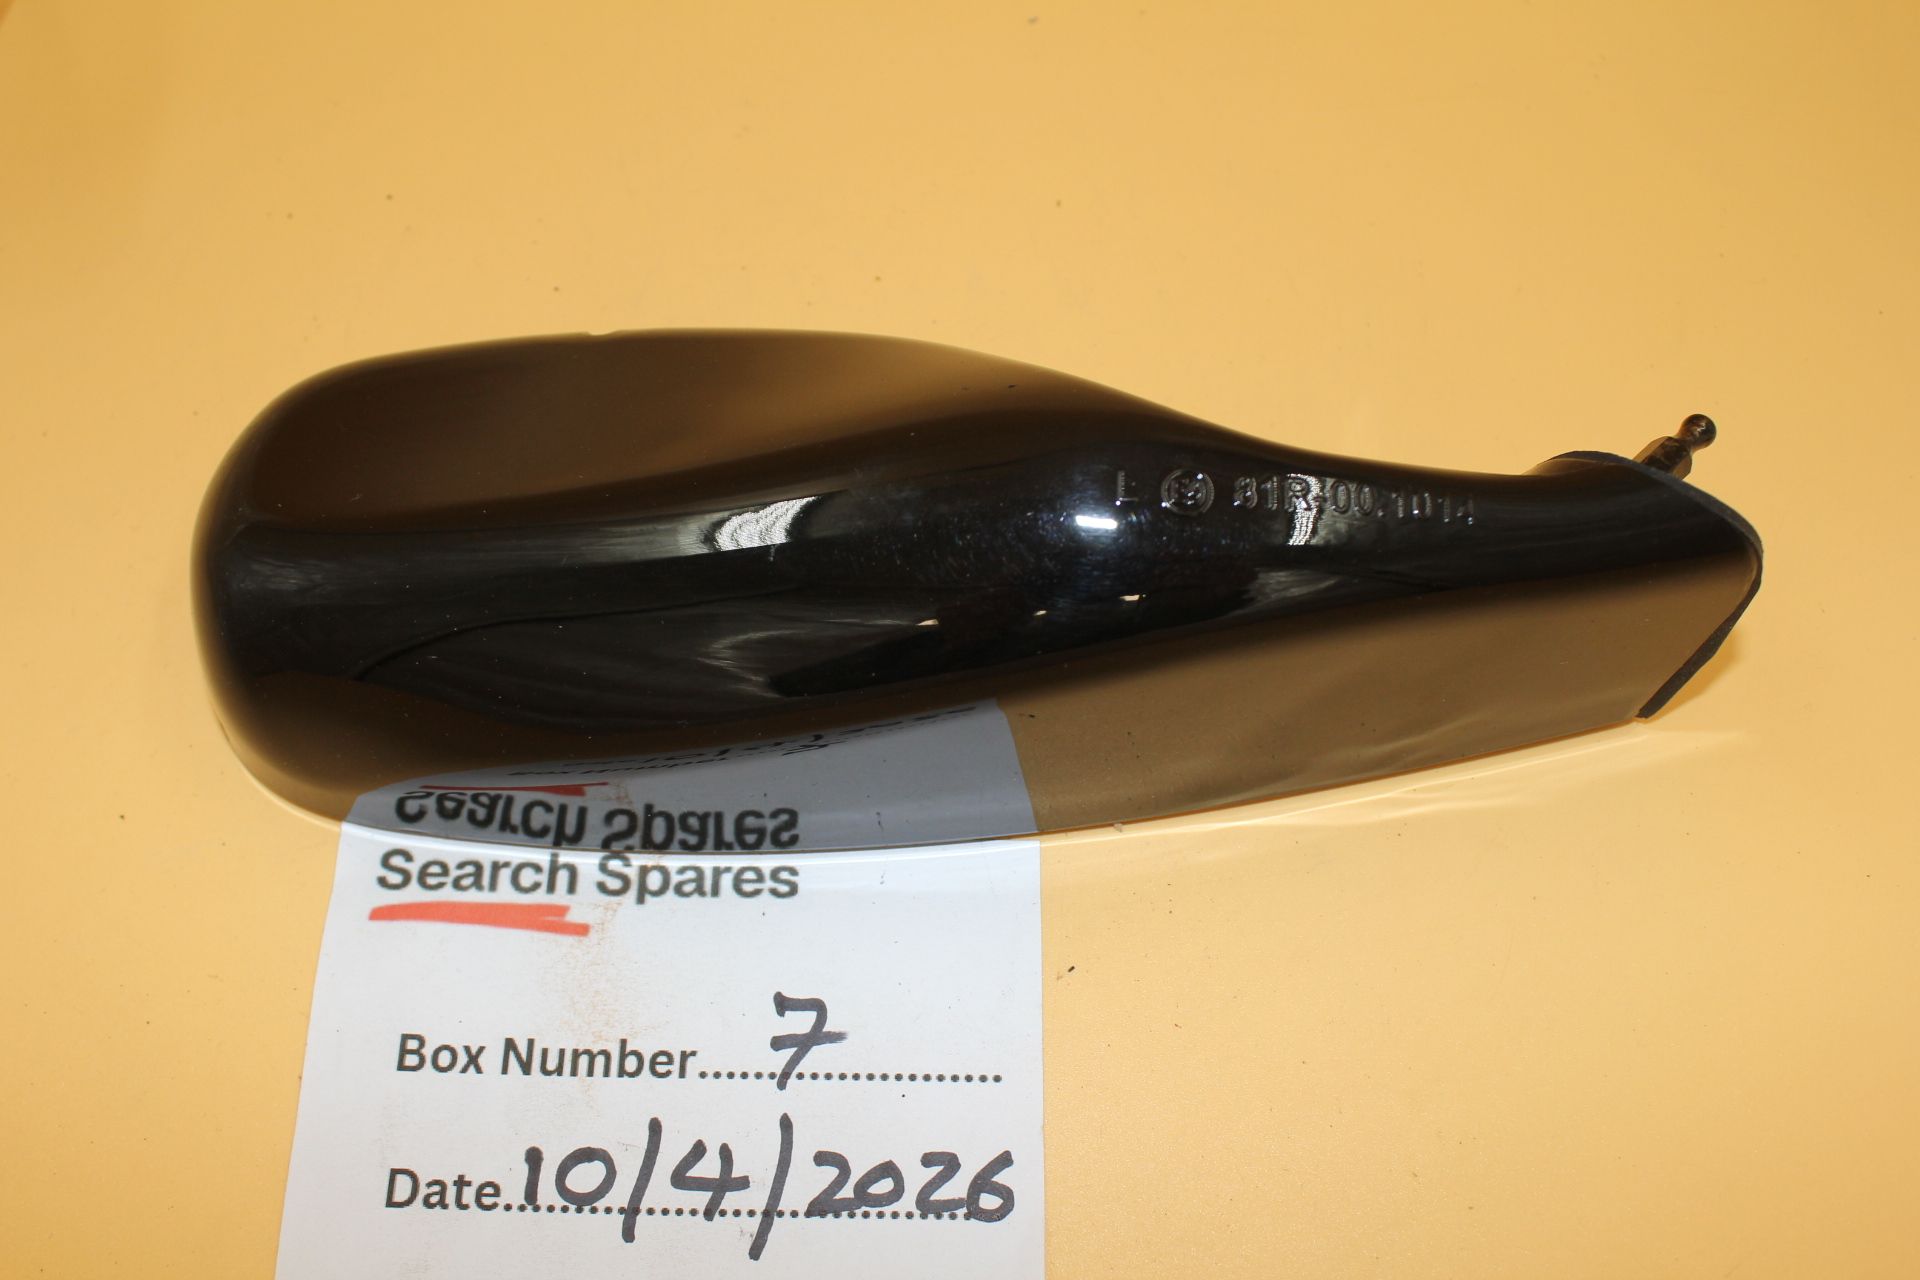 L 81R-00.1014
Search Spares
Box Number.......7...............
Date.10/4/2026